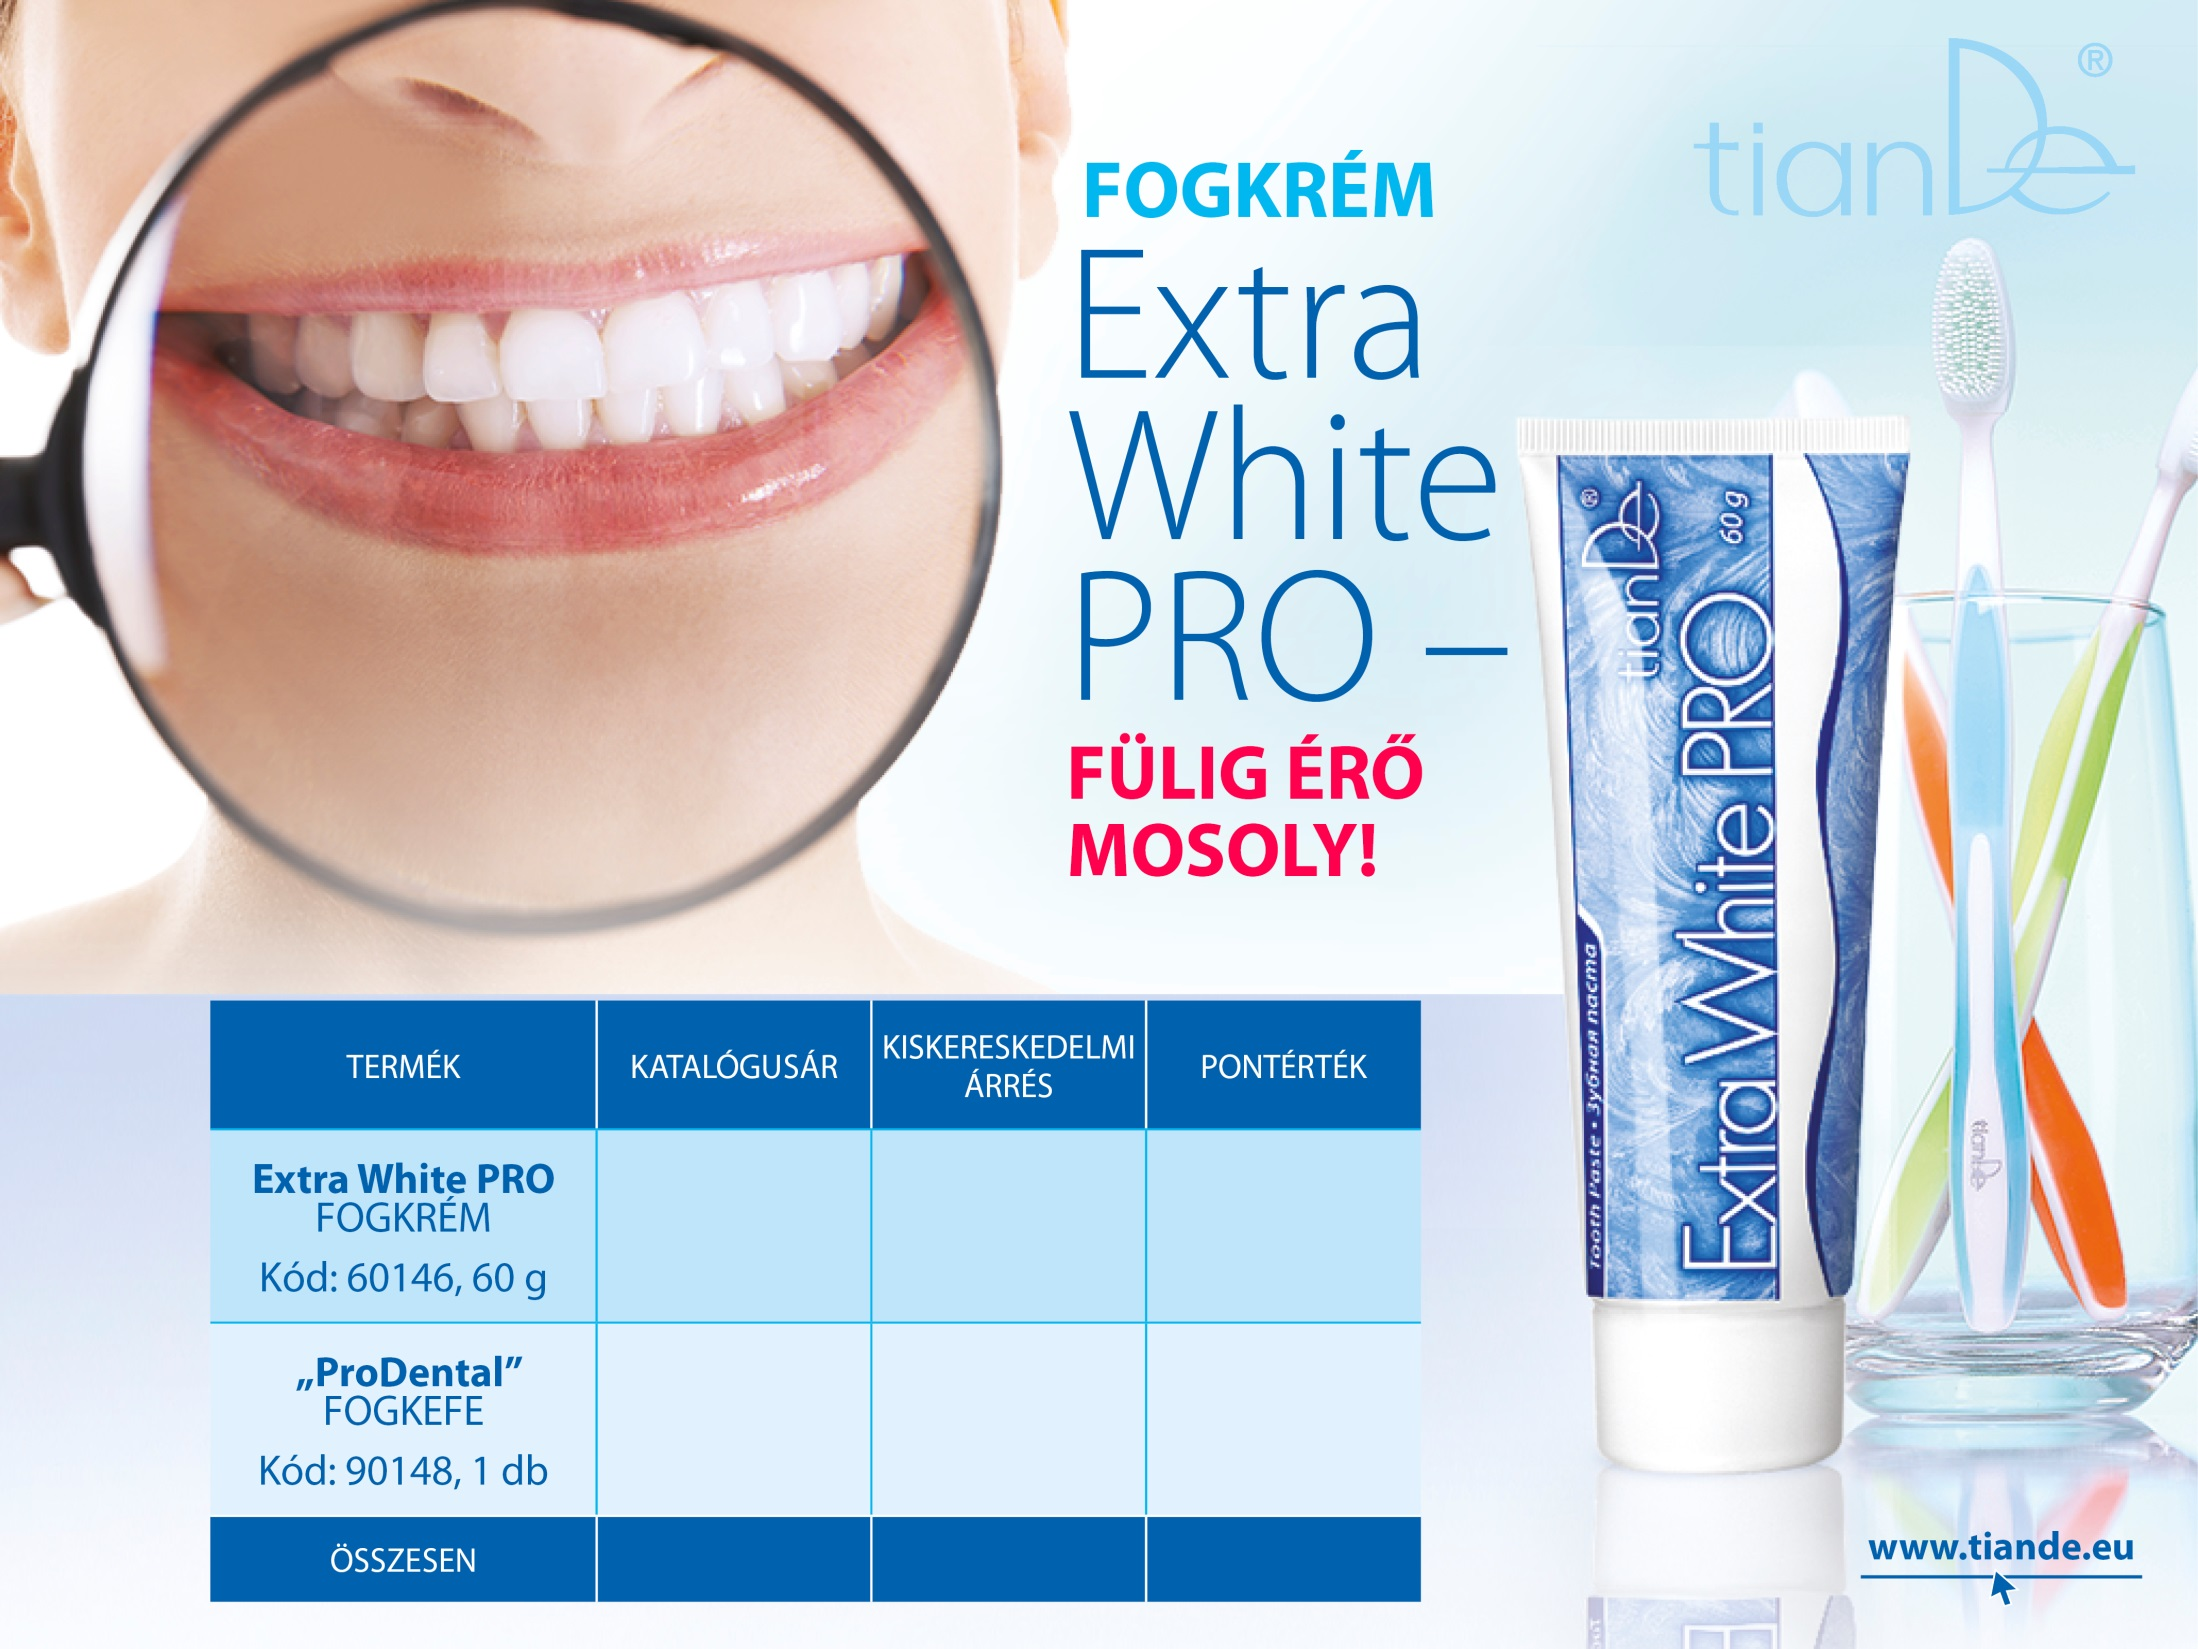 tianDe®
FOGKRÉM
Extra
White
PRO –
FÜLIG ÉRŐ
MOSOLY!
tianDe® 60 g
Extra White PRO
Tooth Paste • Зубная паста
tianDe
TERMÉK KATALÓGUSÁR KISKERESKEDELMI
ÁRRÉS PONTÉRTÉK
Extra White PRO
FOGKRÉM
Kód: 60146, 60 g
„ProDental”
FOGKEFE
Kód: 90148, 1 db
ÖSSZESEN
www.tiande.eu